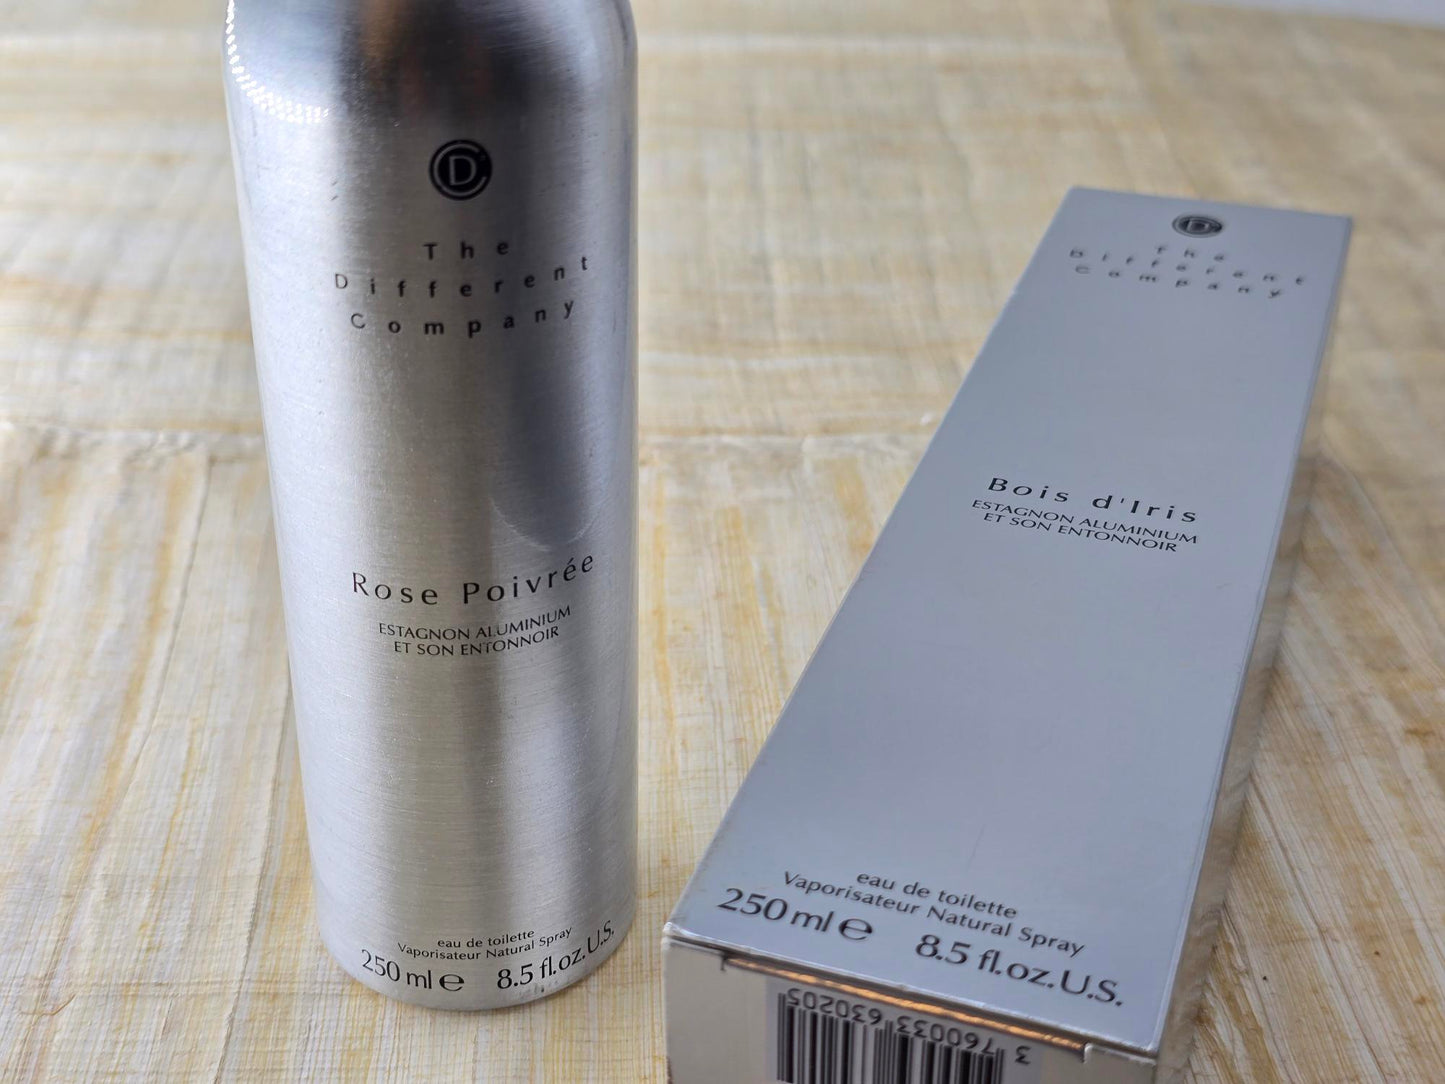 The
Different
Company
Rose Poivrée
ESTAGNON ALUMINIUM
ET SON ENTONNOIR
eau de toilette
Vaporisateur Natural Spray
250 ml e 8.5 fl.oz.U.S.
The
Different
Company
Bois d'Iris
ESTAGNON ALUMINIUM
ET SON ENTONNOIR
eau de toilette
Vaporisateur Natural Spray
250 ml e 8.5 fl.oz.U.S.
3 760033 630205